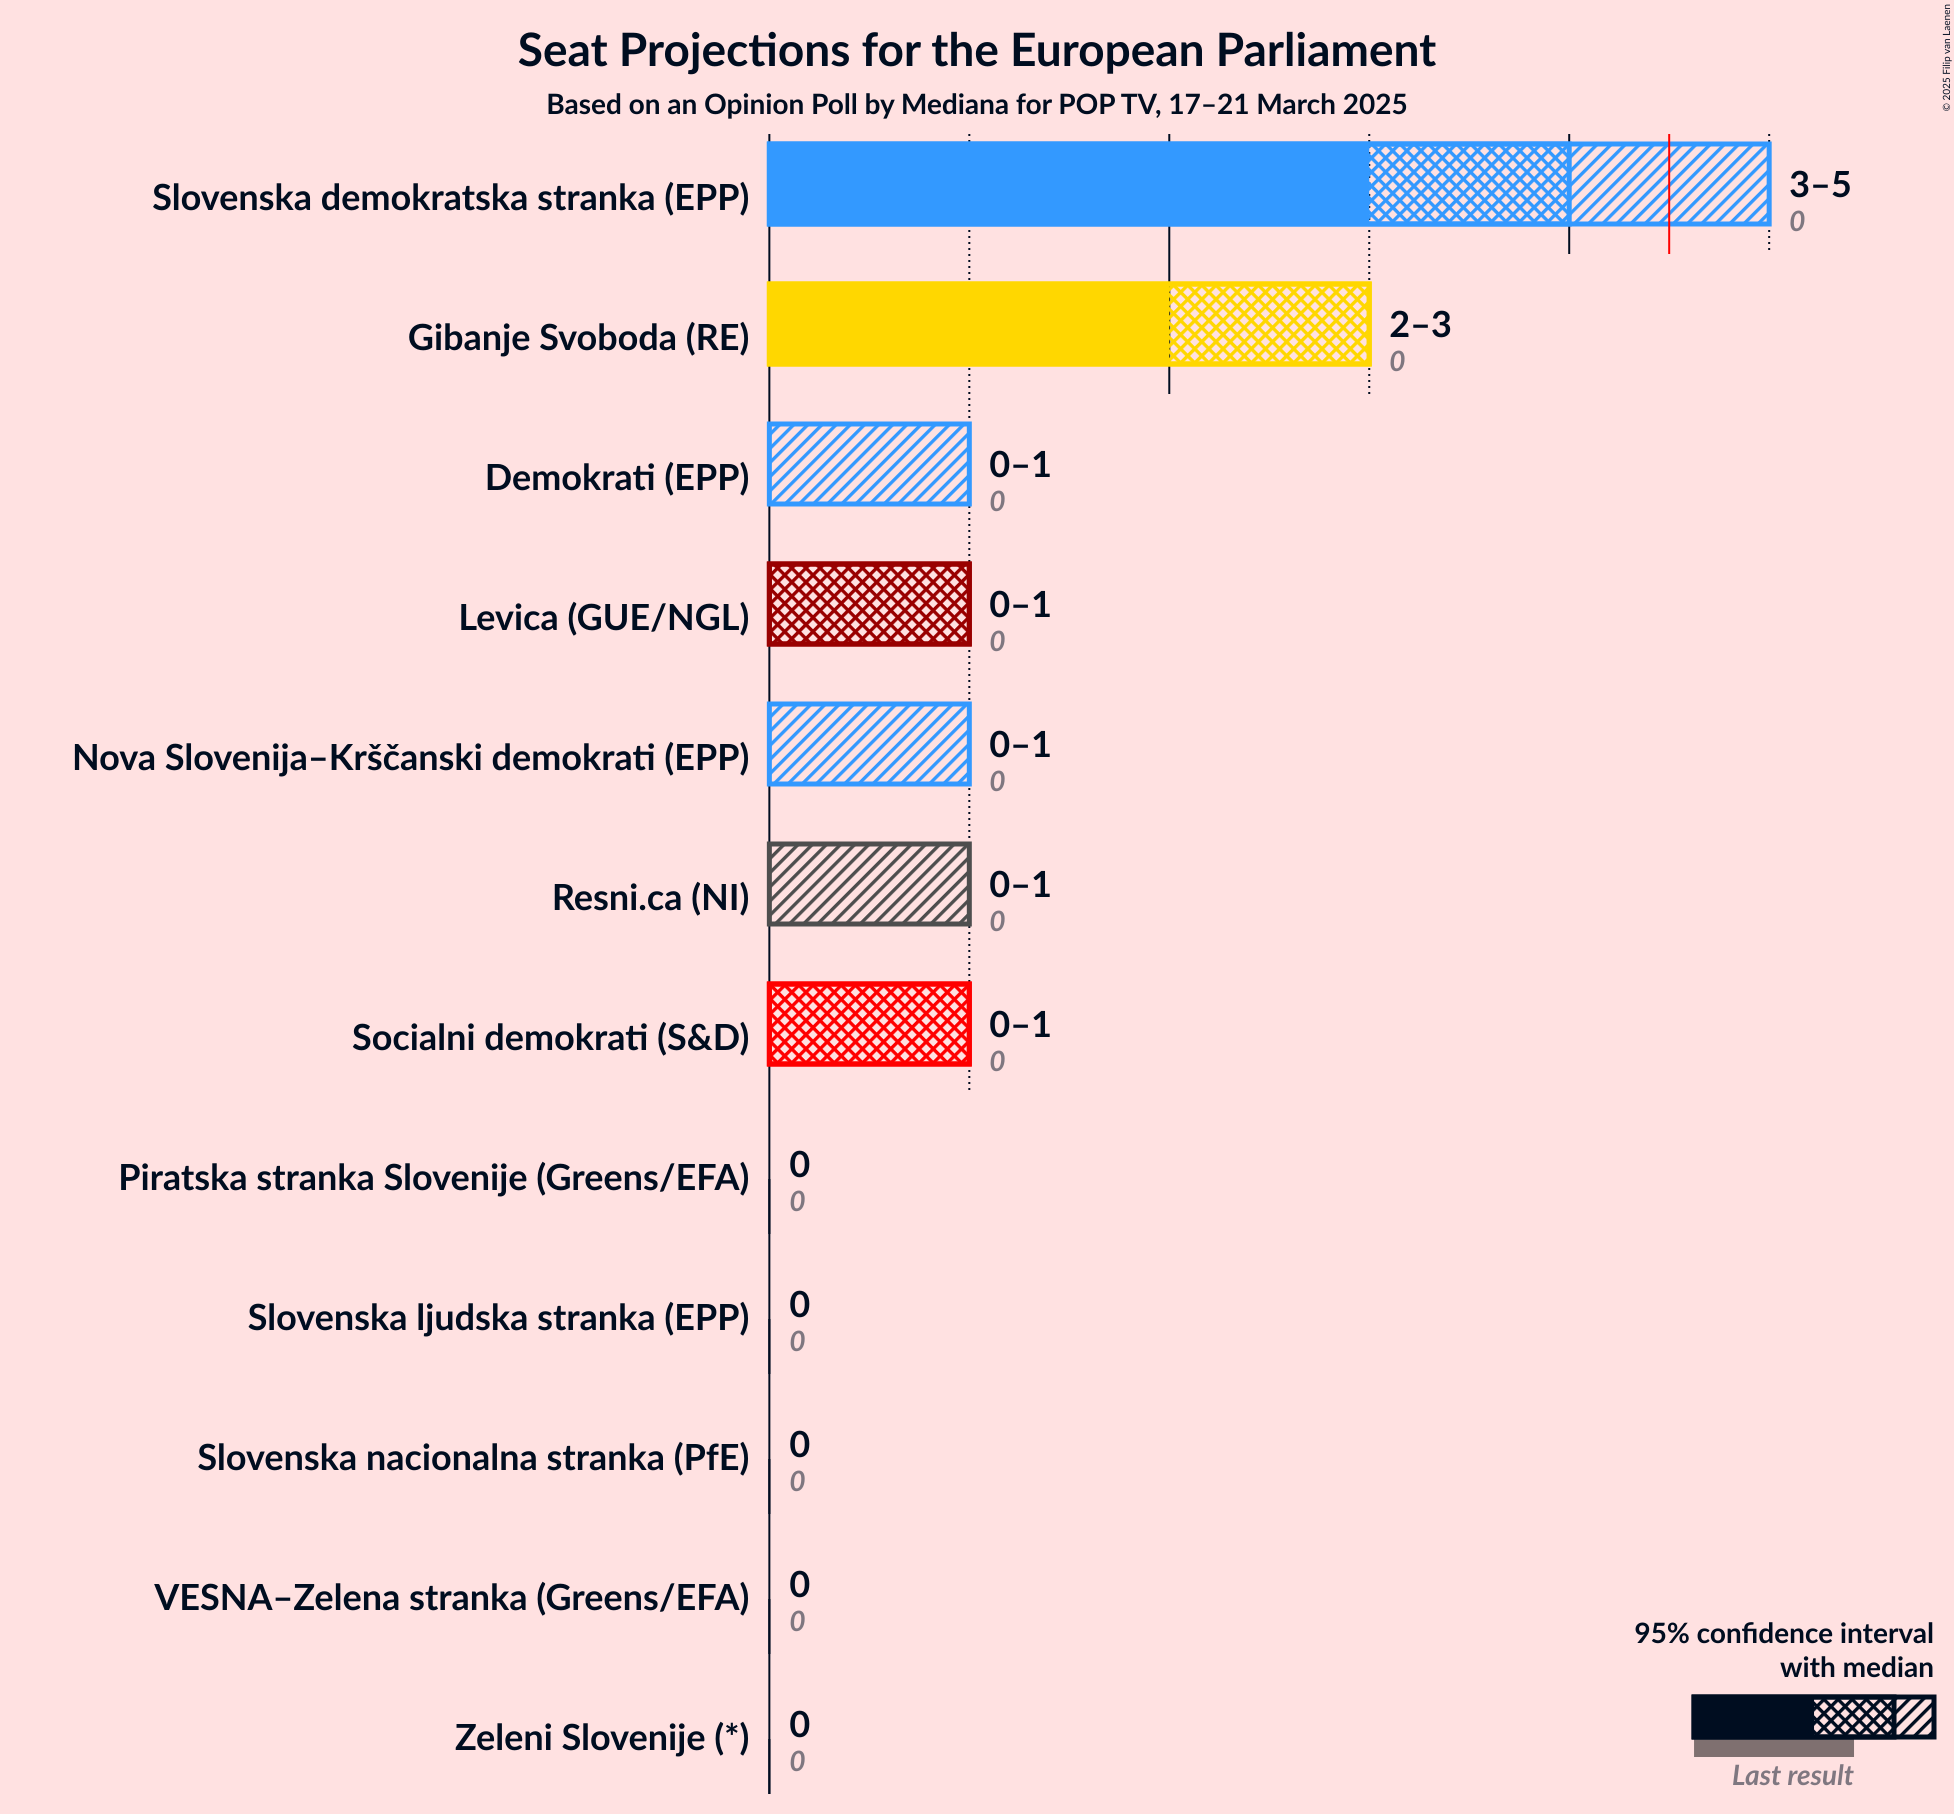 Seat Projections for the European Parliament
Based on an Opinion Poll by Mediana for POP TV, 17–21 March 2025
© 2025 Filip van Laenen
Slovenska demokratska stranka (EPP)
3–5
0
Gibanje Svoboda (RE)
2–3
0
Demokrati (EPP)
0–1
0
Levica (GUE/NGL)
0–1
0
Nova Slovenija–Krščanski demokrati (EPP)
0–1
0
Resni.ca (NI)
0–1
0
Socialni demokrati (S&D)
0–1
0
Piratska stranka Slovenije (Greens/EFA)
0
0
Slovenska ljudska stranka (EPP)
0
0
Slovenska nacionalna stranka (PfE)
0
0
VESNA–Zelena stranka (Greens/EFA)
0
0
Zeleni Slovenije (*)
0
0
95% confidence interval
with median
Last result